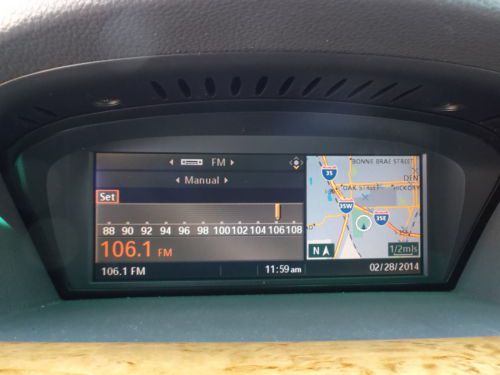 FM
Manual
Set
88 90 92 94 96 98 100 102 104 106 108
106.1 FM
106.1 FM 11:59 am
BONNE BRAE STREET
35
DEN
OAK STREET HICKORY
35W
35E
N
1/2mls
02/28/2014